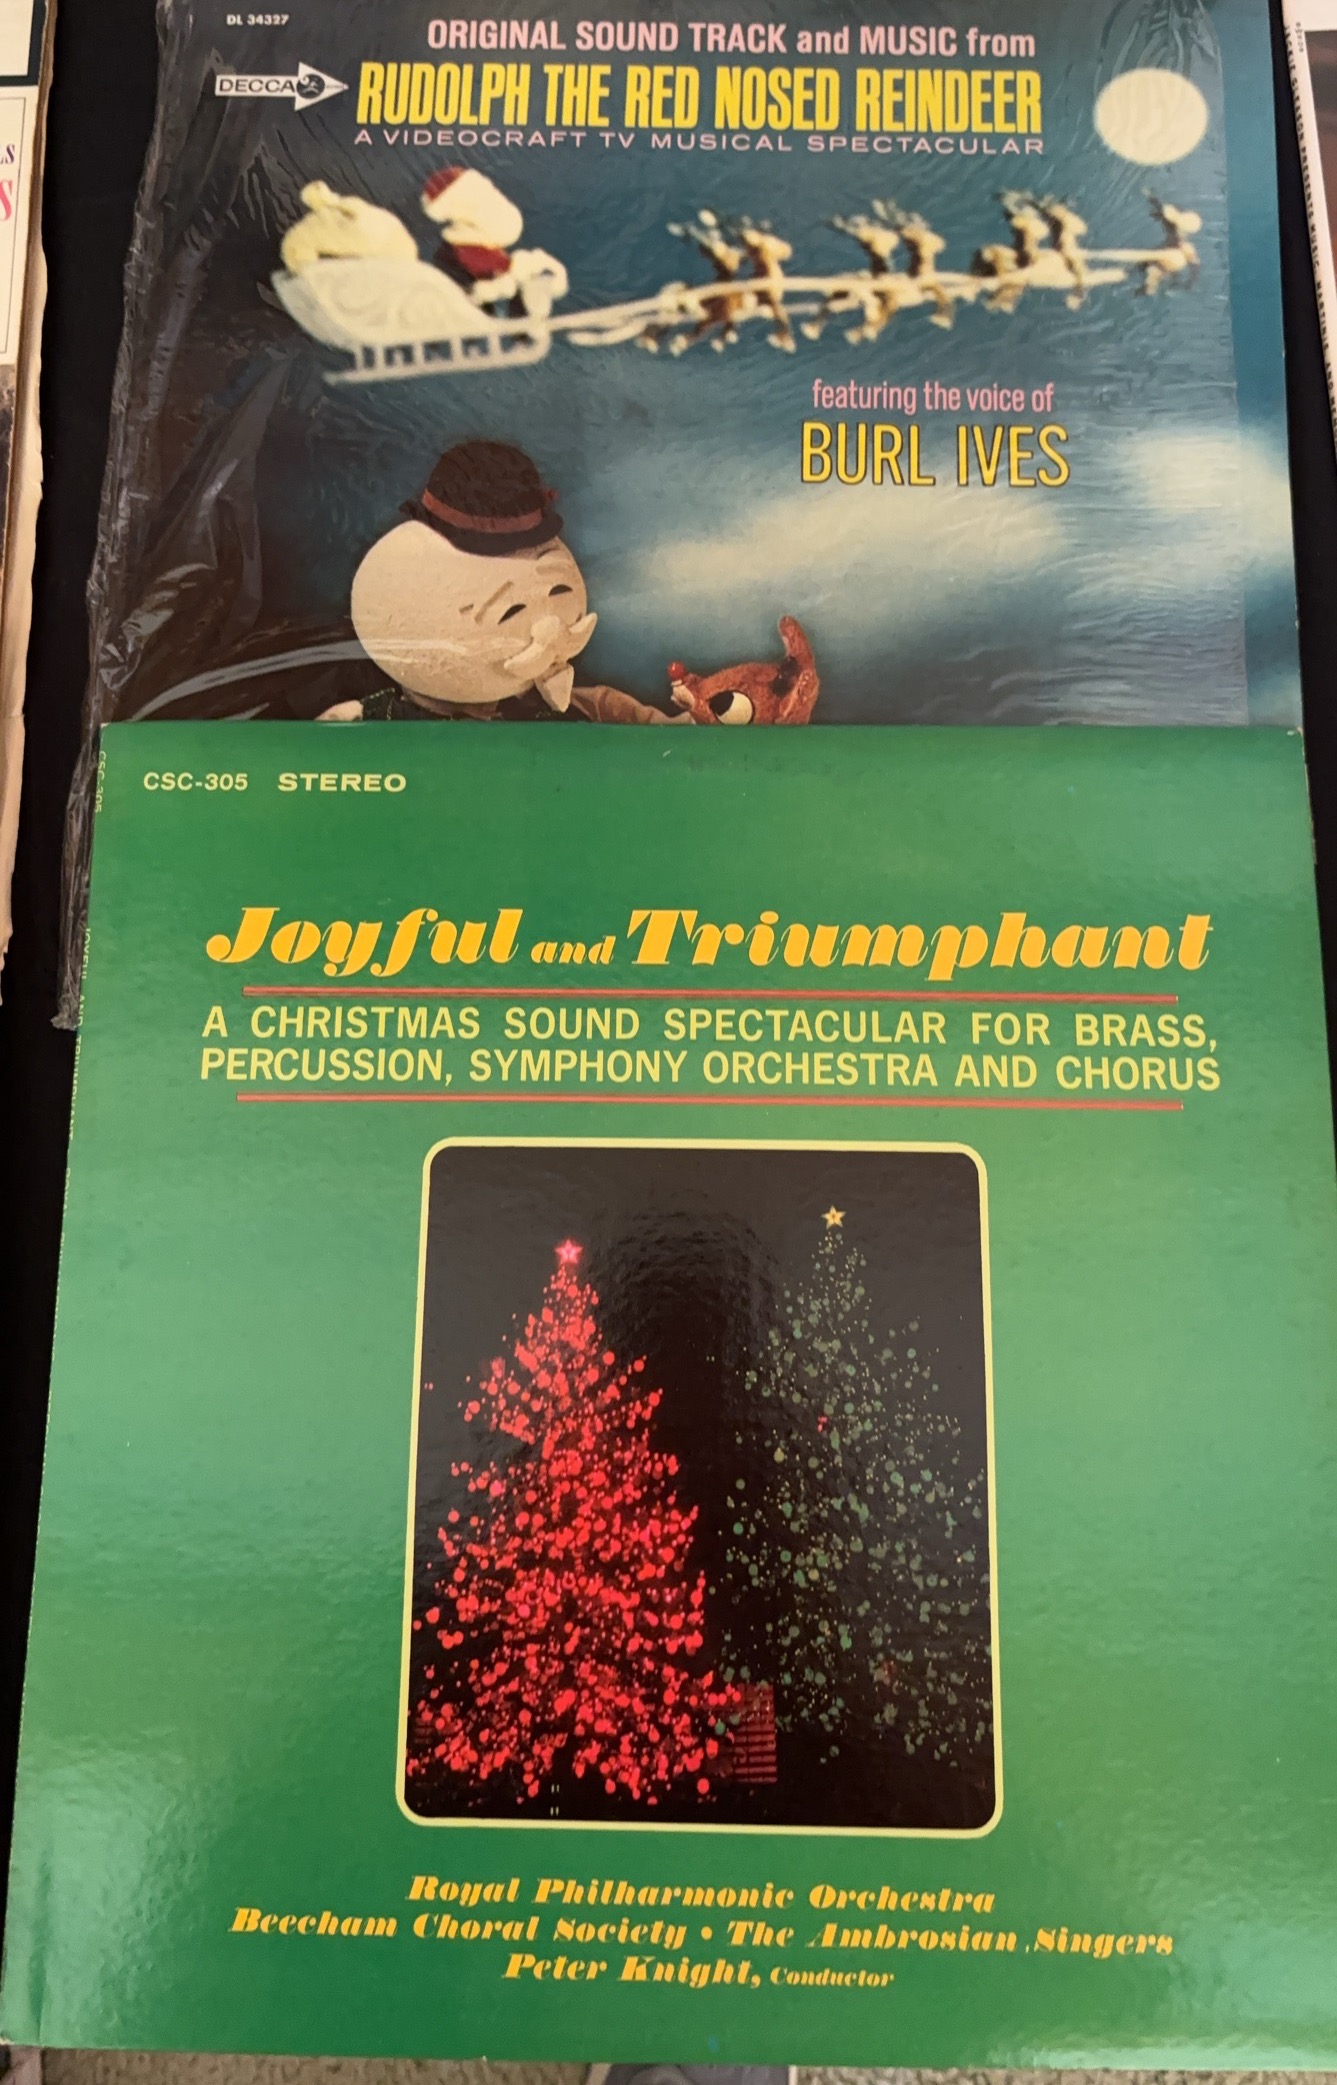 DL 34327
ORIGINAL SOUND TRACK and MUSIC from
DECCA
RUDOLPH THE RED NOSED REINDEER
A VIDEOCRAFT TV MUSICAL SPECTACULAR
featuring the voice of
BURL IVES
CSC-305 STEREO
Joyful and Triumphant
A CHRISTMAS SOUND SPECTACULAR FOR BRASS,
PERCUSSION, SYMPHONY ORCHESTRA AND CHORUS
Royal Philharmonic Orchestra
Beecham Choral Society • The Ambrosian Singers
Peter Knight, Conductor
CSC-305